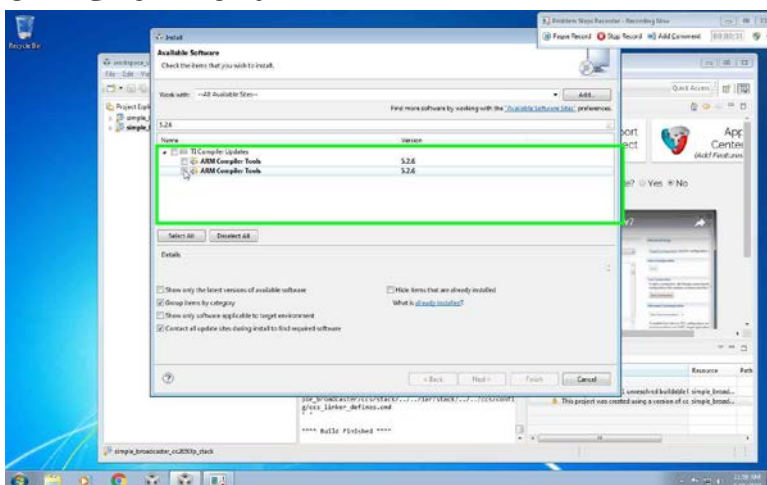 Problem Steps Recorder - Recording Now
Pause Record Stop Record Add Comment
Recycle Bin
Install
Available Software
Check the items that you wish to install.
Work with: --All Available Sites--
Add...
Find more software by working with the "Available Software Sites" preferences.
5.2.6
Name Version
TI Compiler Updates
ARM Compiler Tools 5.2.6
ARM Compiler Tools 5.2.6
Select All Deselect All
Details
Show only the latest versions of available software
Hide items that are already installed
Group items by category
What is already installed?
Show only software applicable to target environment
Contact all update sites during install to find required software
< Back Next > Finish Cancel
File Edit
Project Expl
Quick Access
App
Center
Yes No
Resource Path
This project was created using a version of cc simple_broad...
g/ccs_linker_defines.cmd
**** Build Finished ****
simple_broadcaster_cc2650lp_stack